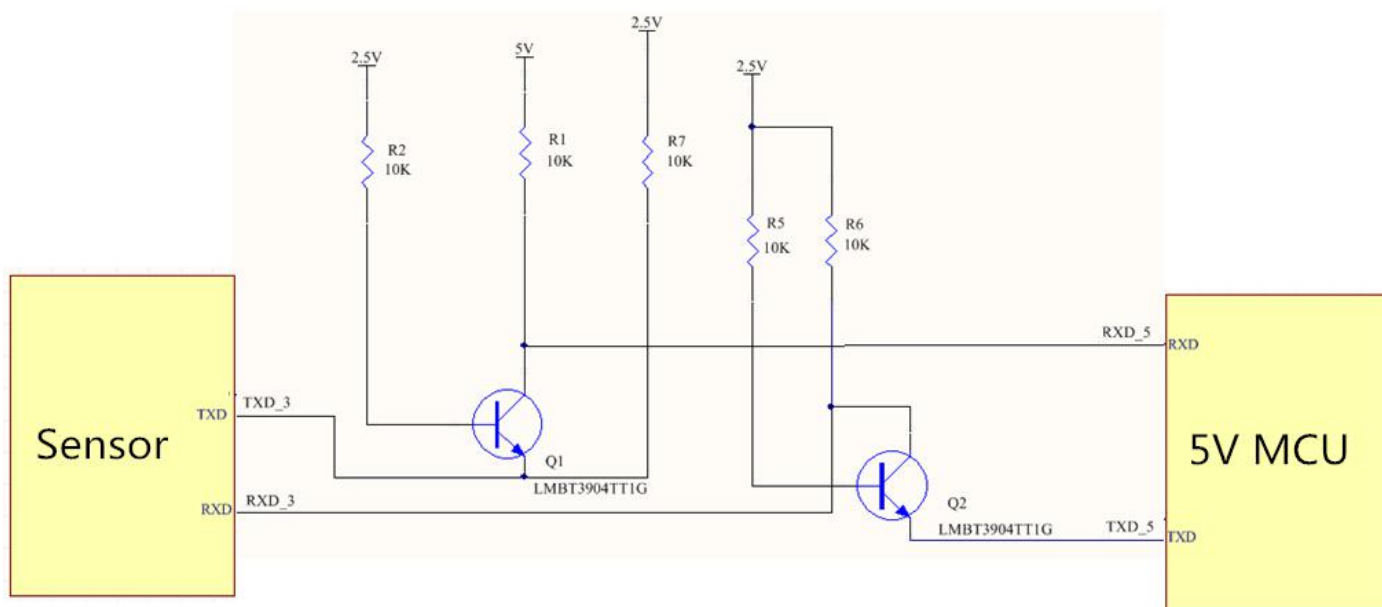 2.5V
5V
2.5V
2.5V
R2
10K
R1
10K
R7
10K
R5
10K
R6
10K
RXD_5
RXD
TXD_3
TXD
Sensor
5V MCU
Q1
LMBT3904TT1G
RXD_3
RXD
Q2
LMBT3904TT1G
TXD_5
TXD